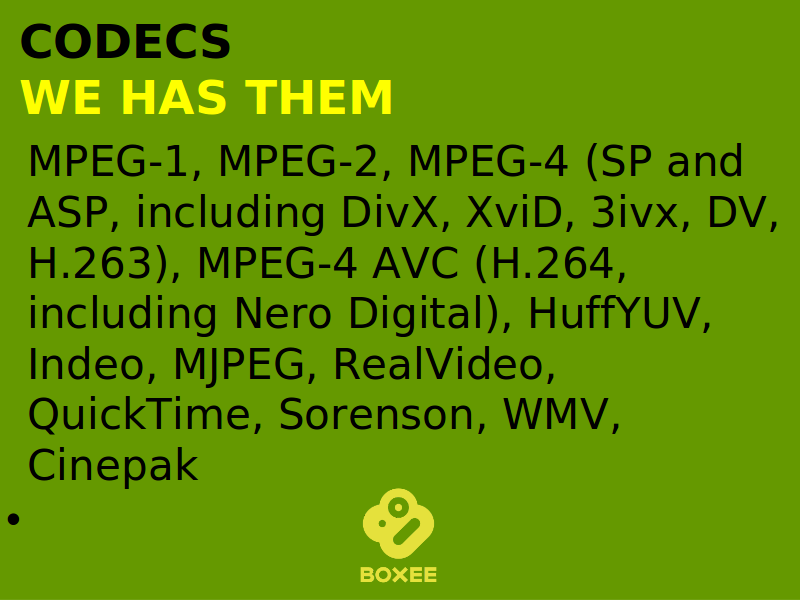 CODECS
WE HAS THEM
MPEG-1, MPEG-2, MPEG-4 (SP and
ASP, including DivX, XviD, 3ivx, DV,
H.263), MPEG-4 AVC (H.264,
including Nero Digital), HuffYUV,
Indeo, MJPEG, RealVideo,
QuickTime, Sorenson, WMV,
Cinepak
•
BOXEE